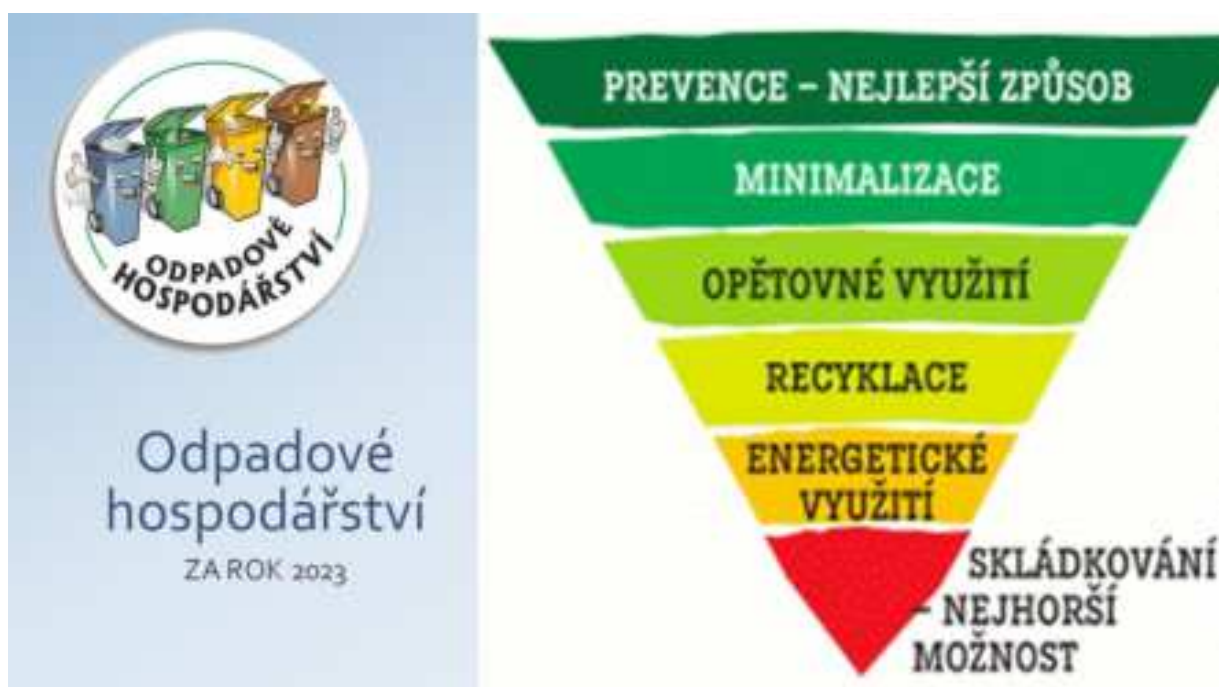 ODPADOVÉ
HOSPODÁŘSTVÍ
Odpadové
hospodářství
ZA ROK 2023
PREVENCE – NEJLEPŠÍ ZPŮSOB
MINIMALIZACE
OPĚTOVNÉ VYUŽITÍ
RECYKLACE
ENERGETICKÉ
VYUŽITÍ
SKLÁDKOVÁNÍ
– NEJHORŠÍ
MOŽNOST